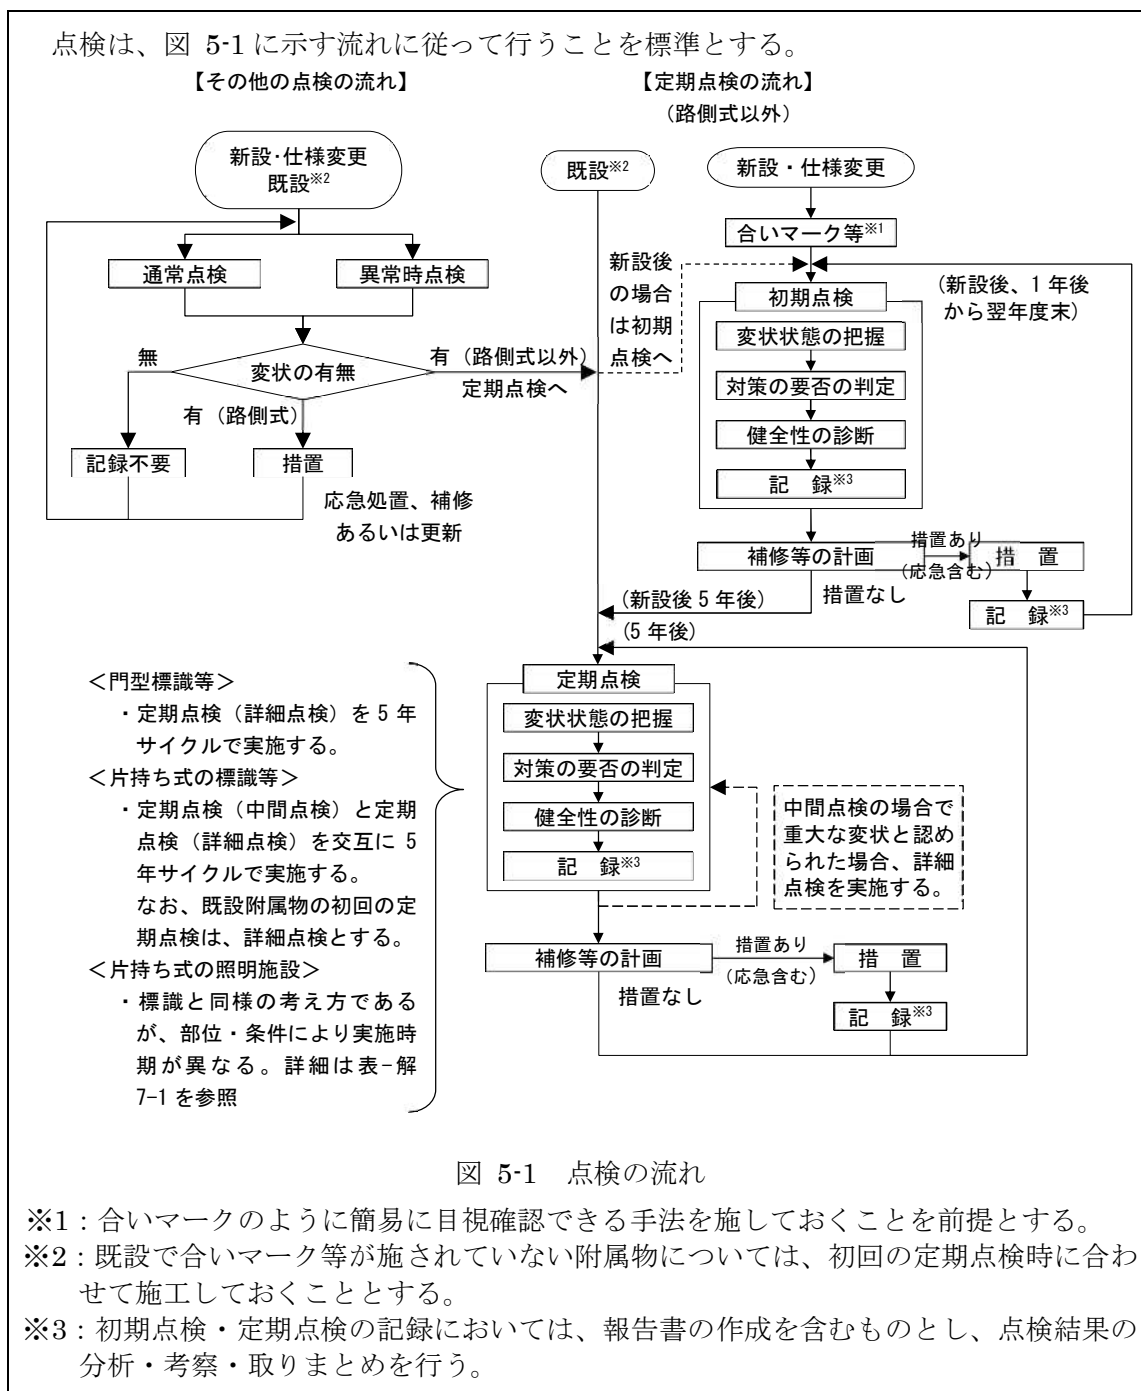 点検は、図 5-1 に示す流れに従って行うことを標準とする。
【その他の点検の流れ】
新設･仕様変更
既設※2
通常点検
異常時点検
変状の有無
無
有（路側式以外）
定期点検へ
有（路側式）
記録不要
措置
応急処置、補修
あるいは更新
【定期点検の流れ】
（路側式以外）
既設※2
新設・仕様変更
合いマーク等※1
新設後
の場合
は初期
点検へ
(新設後、1 年後
から翌年度末)
初期点検
変状状態の把握
対策の要否の判定
健全性の診断
記　録※3
補修等の計画
措置あり
(応急含む)
措　置
記　録※3
措置なし
(新設後 5 年後)
(5 年後)
定期点検
変状状態の把握
対策の要否の判定
健全性の診断
記　録※3
中間点検の場合で
重大な変状と認め
られた場合、詳細
点検を実施する。
補修等の計画
措置あり
(応急含む)
措　置
記　録※3
措置なし
＜門型標識等＞
・定期点検（詳細点検）を 5 年
サイクルで実施する。
＜片持ち式の標識等＞
・定期点検（中間点検）と定期
点検（詳細点検）を交互に 5
年サイクルで実施する。
なお、既設附属物の初回の定
期点検は、詳細点検とする。
＜片持ち式の照明施設＞
・標識と同様の考え方である
が、部位・条件により実施時
期が異なる。詳細は表-解
7-1 を参照
図 5-1　点検の流れ
※1：合いマークのように簡易に目視確認できる手法を施しておくことを前提とする。
※2：既設で合いマーク等が施されていない附属物については、初回の定期点検時に合わ
せて施工しておくこととする。
※3：初期点検・定期点検の記録においては、報告書の作成を含むものとし、点検結果の
分析・考察・取りまとめを行う。